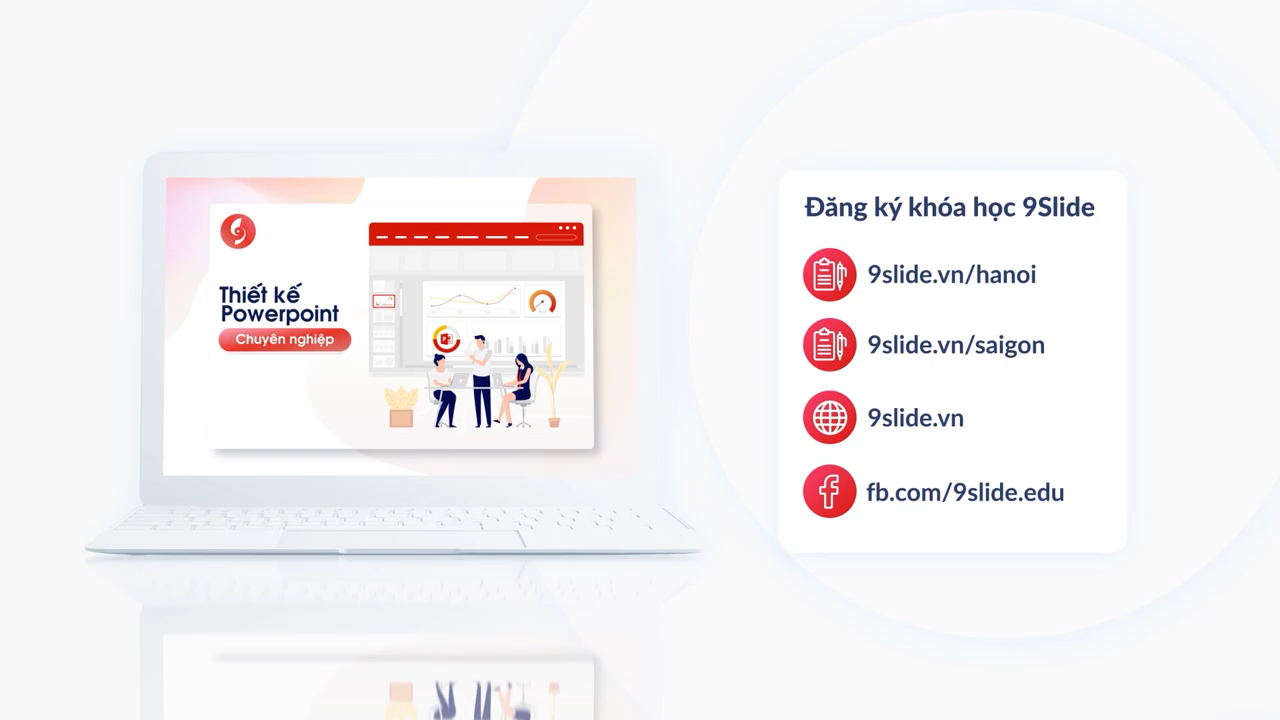 Thiết kế
Powerpoint
Chuyên nghiệp
Đăng ký khóa học 9Slide
9slide.vn/hanoi
9slide.vn/saigon
9slide.vn
fb.com/9slide.edu